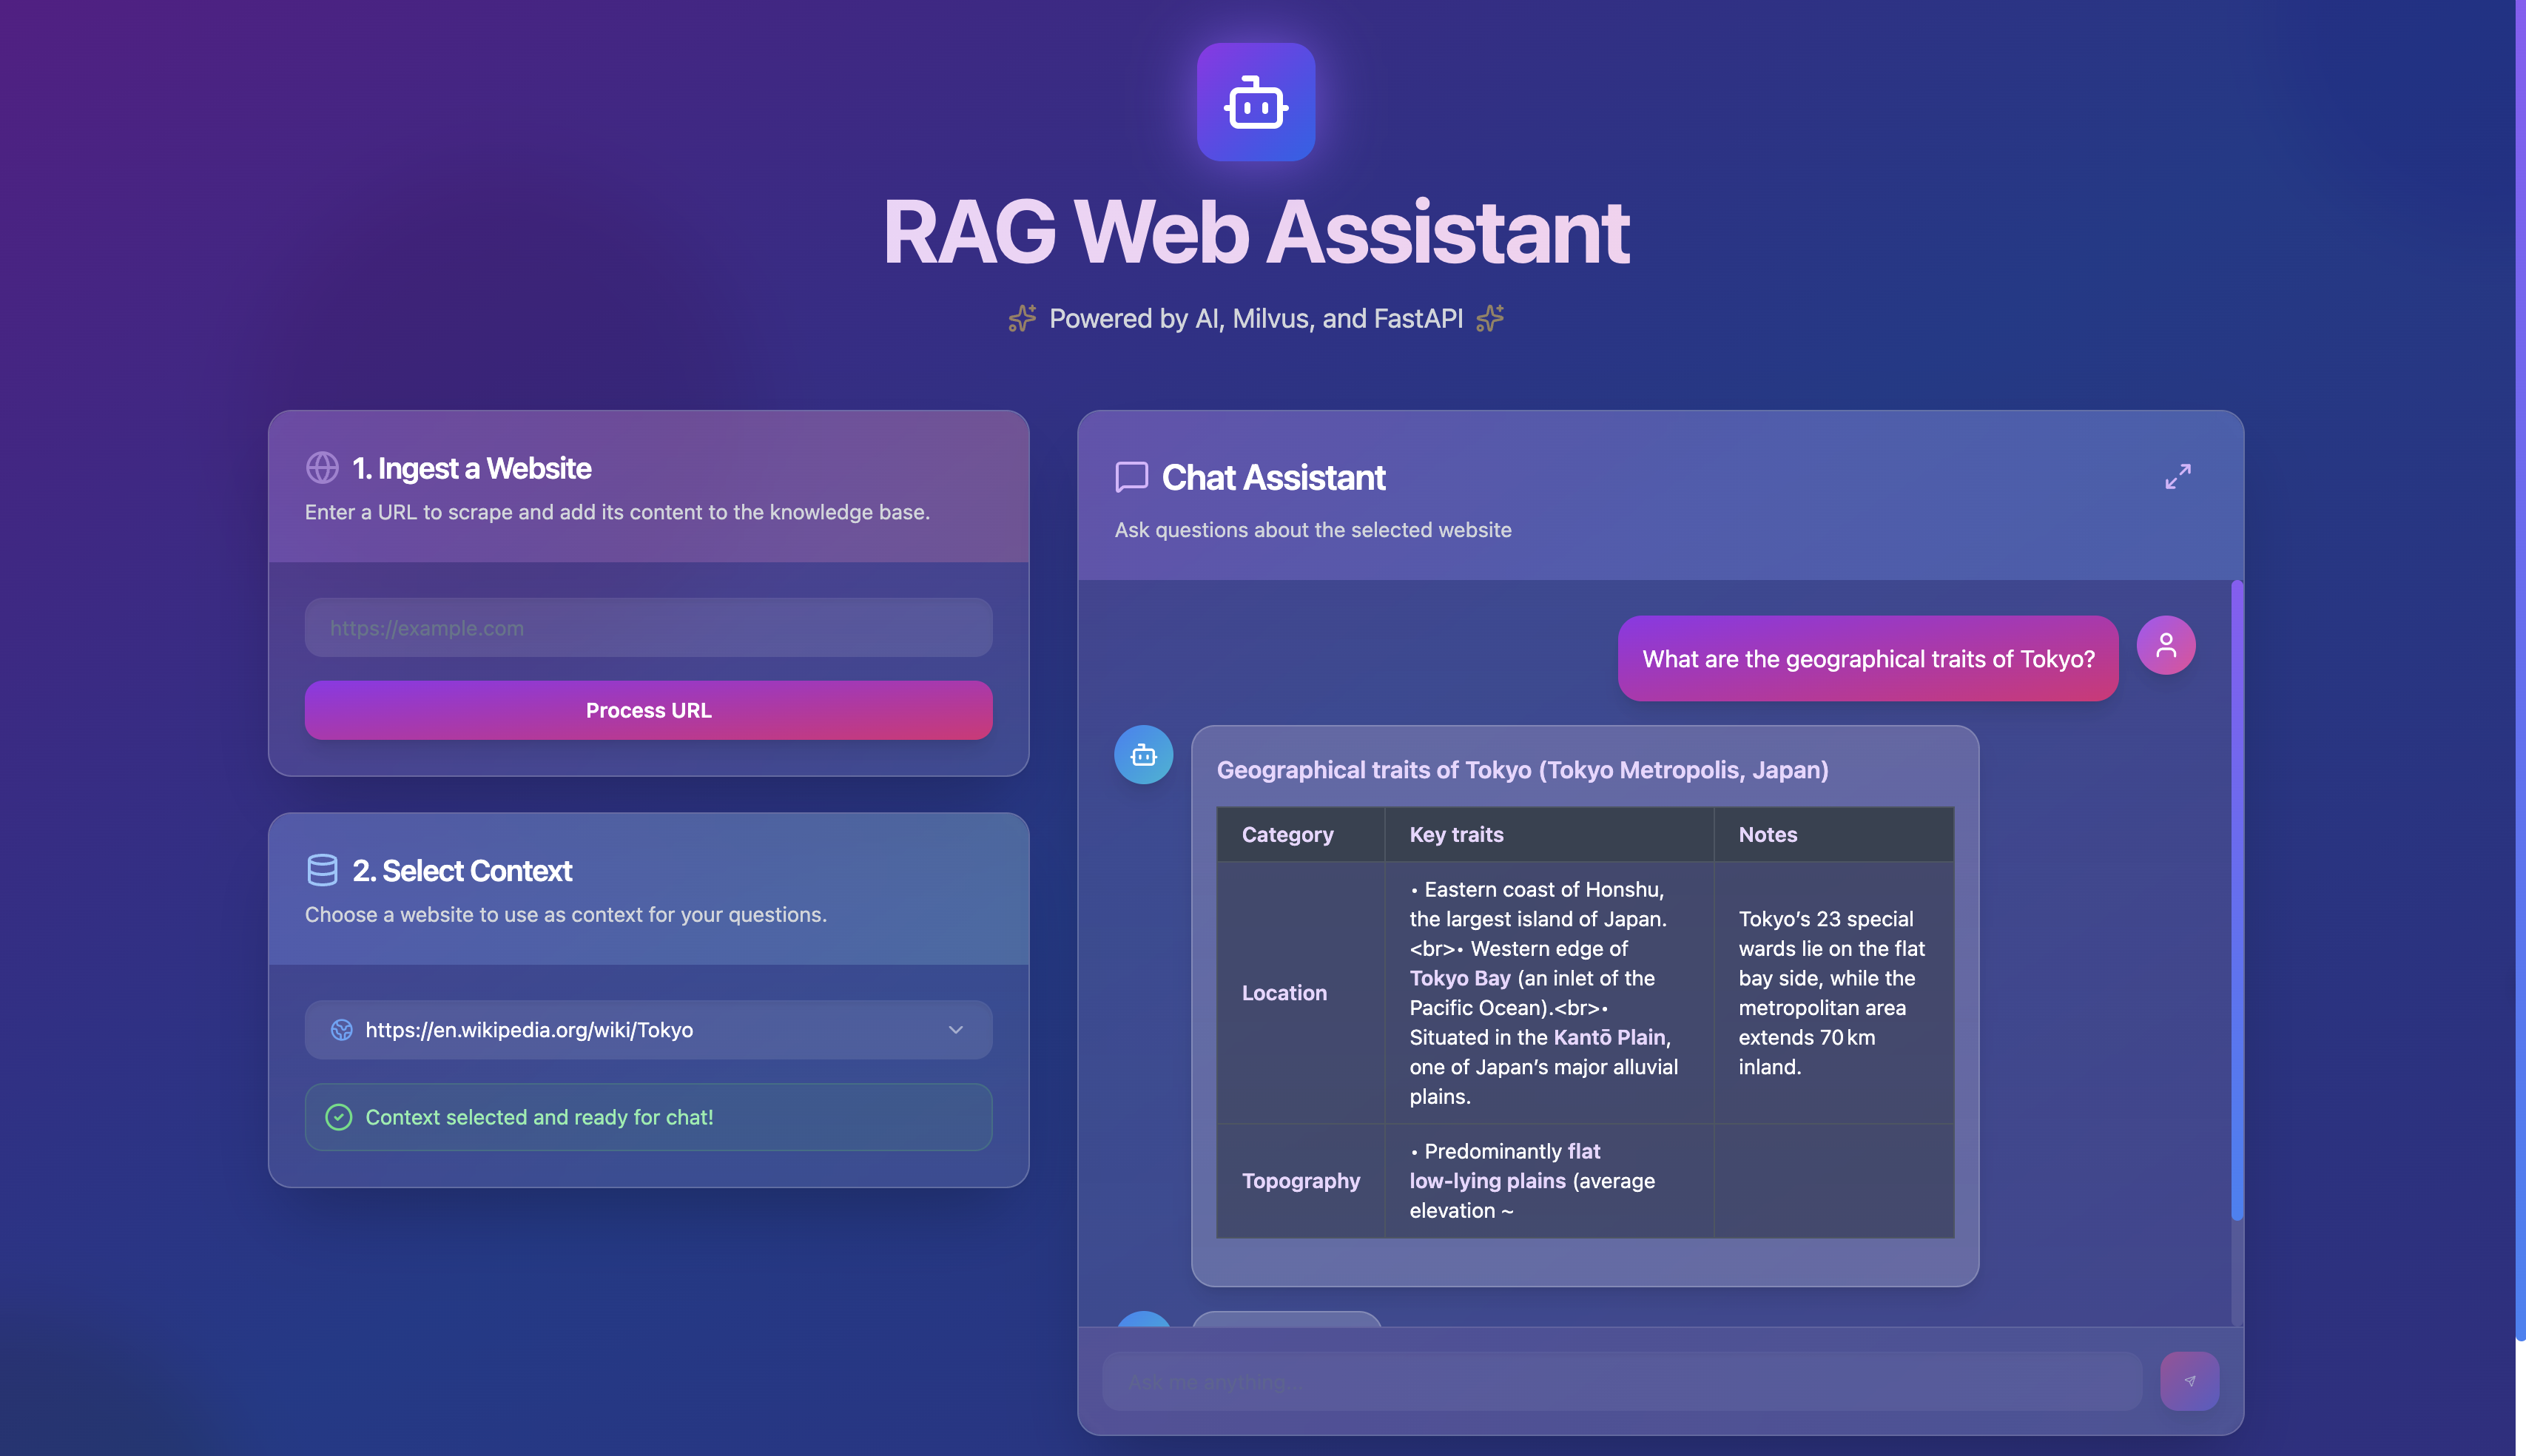 RAG Web Assistant
Powered by AI, Milvus, and FastAPI
1. Ingest a Website
Enter a URL to scrape and add its content to the knowledge base.
https://example.com
Process URL
2. Select Context
Choose a website to use as context for your questions.
https://en.wikipedia.org/wiki/Tokyo
Context selected and ready for chat!
Chat Assistant
Ask questions about the selected website
What are the geographical traits of Tokyo?
Geographical traits of Tokyo (Tokyo Metropolis, Japan)
Category
Key traits
Notes
Location
• Eastern coast of Honshu,
the largest island of Japan.
<br>• Western edge of
Tokyo Bay (an inlet of the
Pacific Ocean).<br>•
Situated in the Kantō Plain,
one of Japan’s major alluvial
plains.
Tokyo’s 23 special
wards lie on the flat
bay side, while the
metropolitan area
extends 70 km
inland.
Topography
• Predominantly flat
low-lying plains (average
elevation ~
Ask me anything...